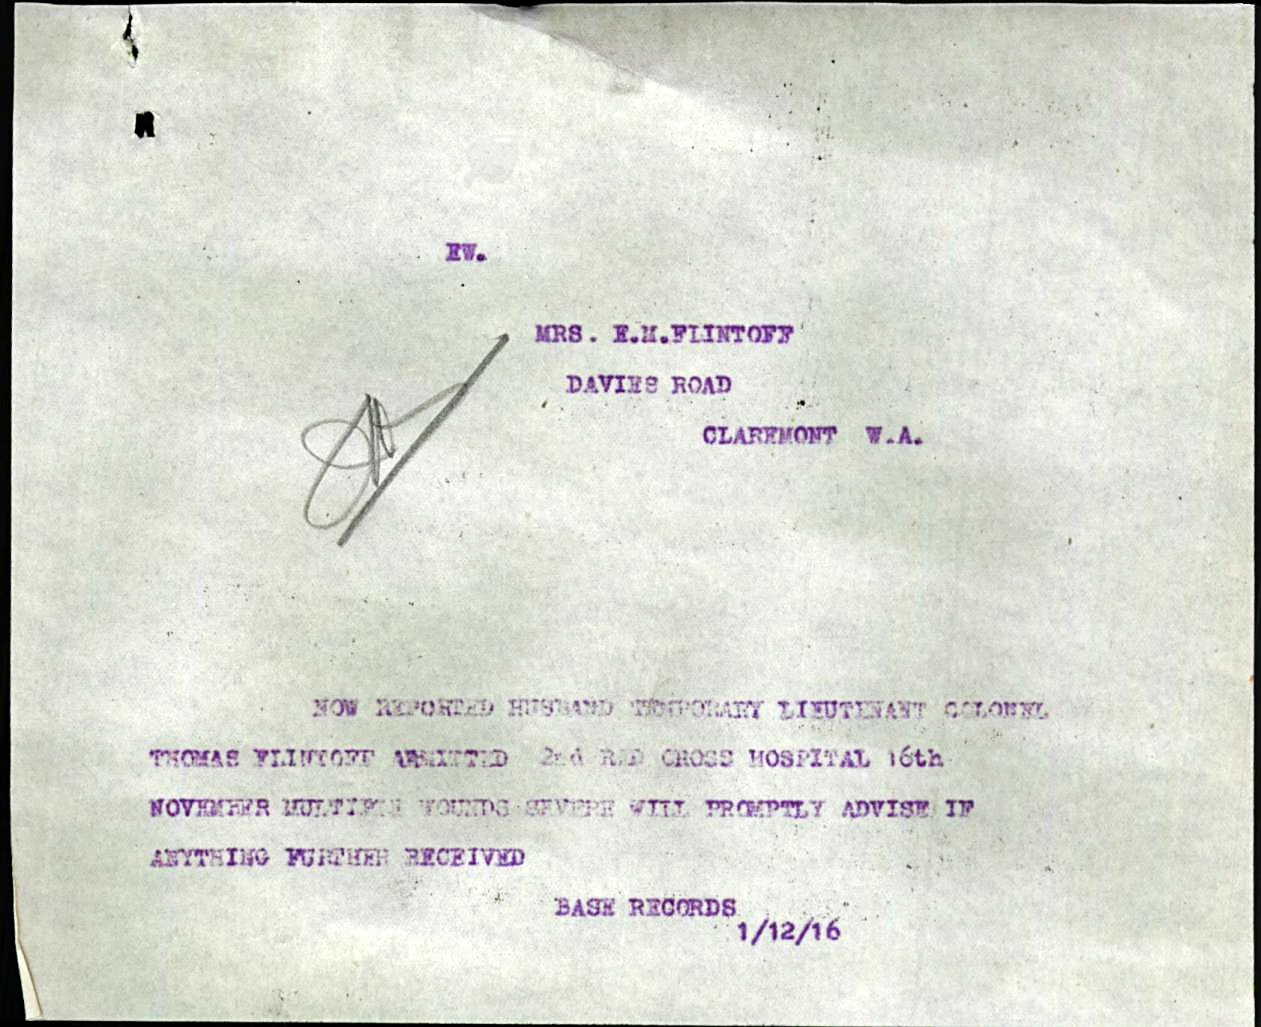 EW.
MRS. E.M.FLINTOFF
DAVIES ROAD
CLAREMONT W.A.
NOW REPORTED HUSBAND TEMPORARY LIEUTENANT COLONEL
THOMAS FLINTOFF ADMITTED 2nd RED CROSS HOSPITAL 16th
NOVEMBER MULTIPLE WOUNDS SEVERE WILL PROMPTLY ADVISE IF
ANYTHING FURTHER RECEIVED
BASE RECORDS
1/12/16